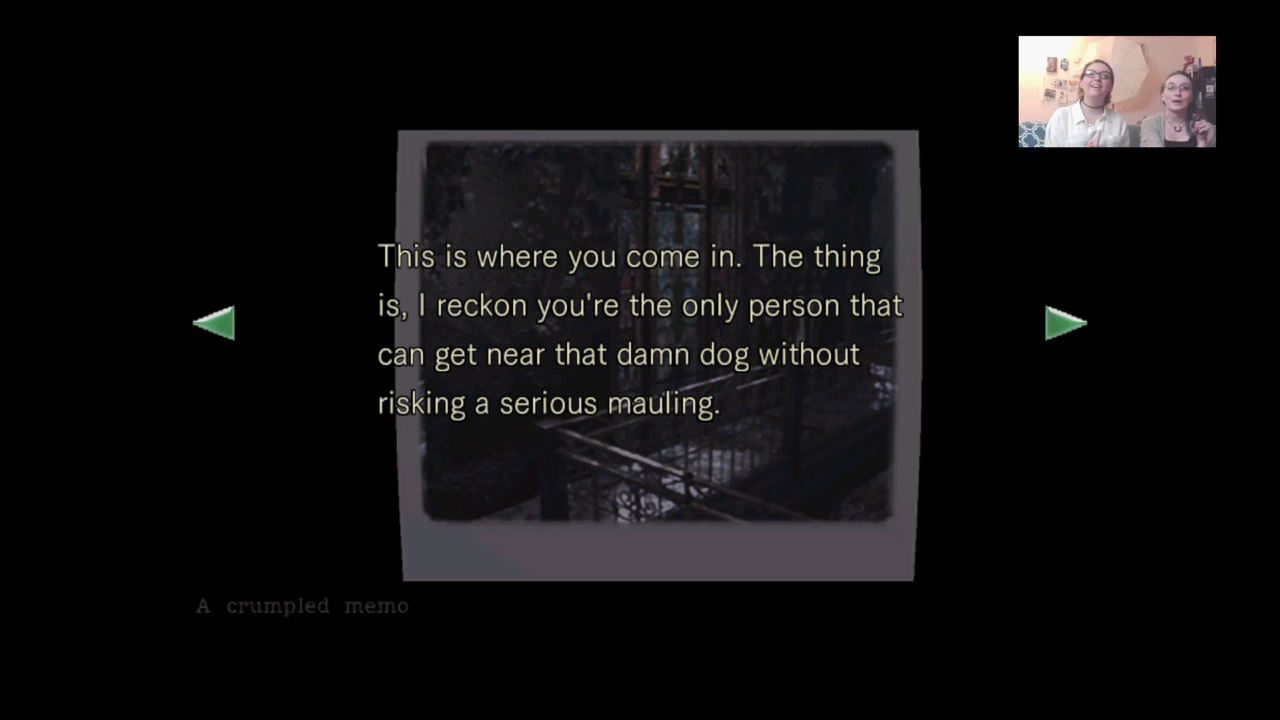 This is where you come in. The thing
is, I reckon you're the only person that
can get near that damn dog without
risking a serious mauling.
A crumpled memo